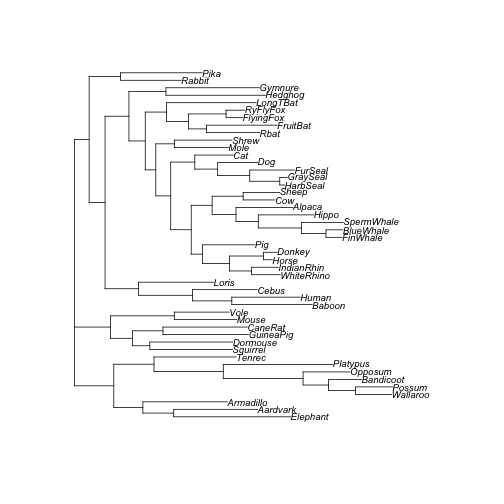 Pika
Rabbit
Gymnure
Hedghog
LongTBat
RyFlyFox
FlyingFox
FruitBat
Rbat
Shrew
Mole
Cat
Dog
FurSeal
GraySeal
HarbSeal
Sheep
Cow
Alpaca
Hippo
SpermWhale
BlueWhale
FinWhale
Pig
Donkey
Horse
IndianRhin
WhiteRhino
Loris
Cebus
Human
Baboon
Vole
Mouse
CaneRat
GuineaPig
Dormouse
Squirrel
Tenrec
Platypus
Opposum
Bandicoot
Possum
Wallaroo
Armadillo
Aardvark
Elephant